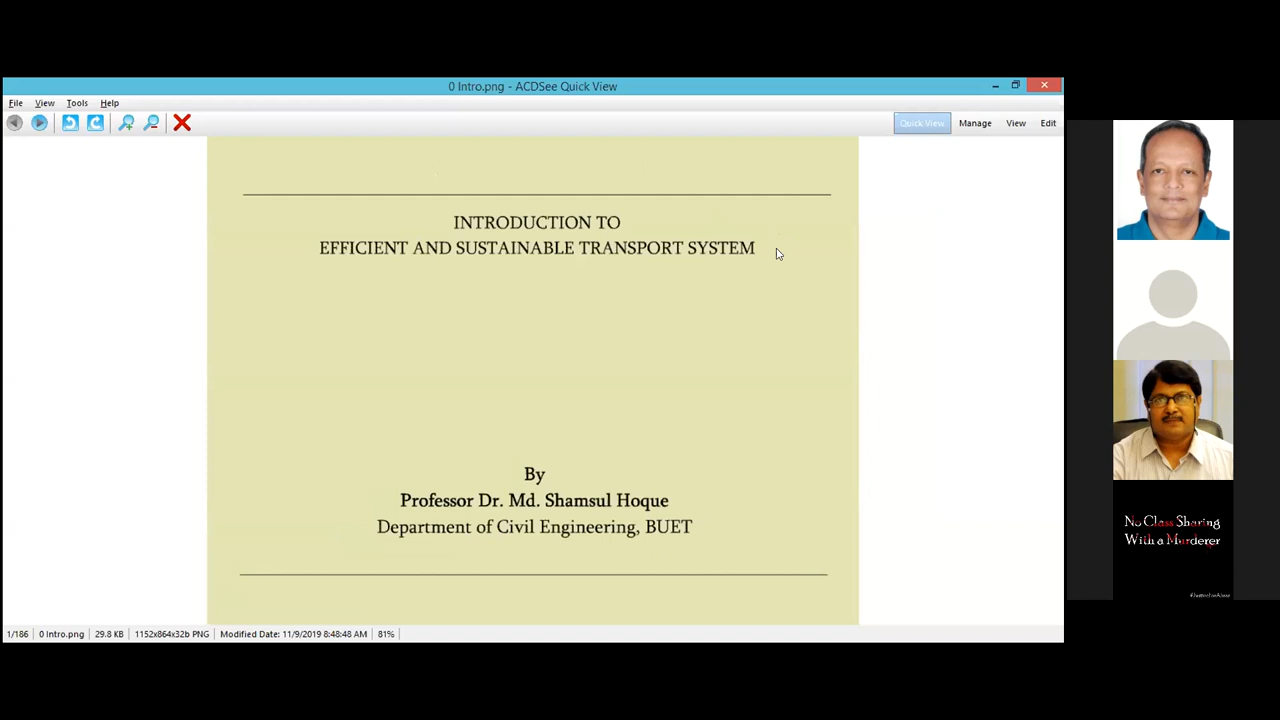 0 Intro.png - ACDSee Quick View
File View Tools Help
Quick View Manage View Edit
INTRODUCTION TO
EFFICIENT AND SUSTAINABLE TRANSPORT SYSTEM
By
Professor Dr. Md. Shamsul Hoque
Department of Civil Engineering, BUET
1/186 0 Intro.png 29.8 KB 1152x864x32b PNG Modified Date: 11/9/2019 8:48:48 AM 81%
No Class Sharing
With a Murderer